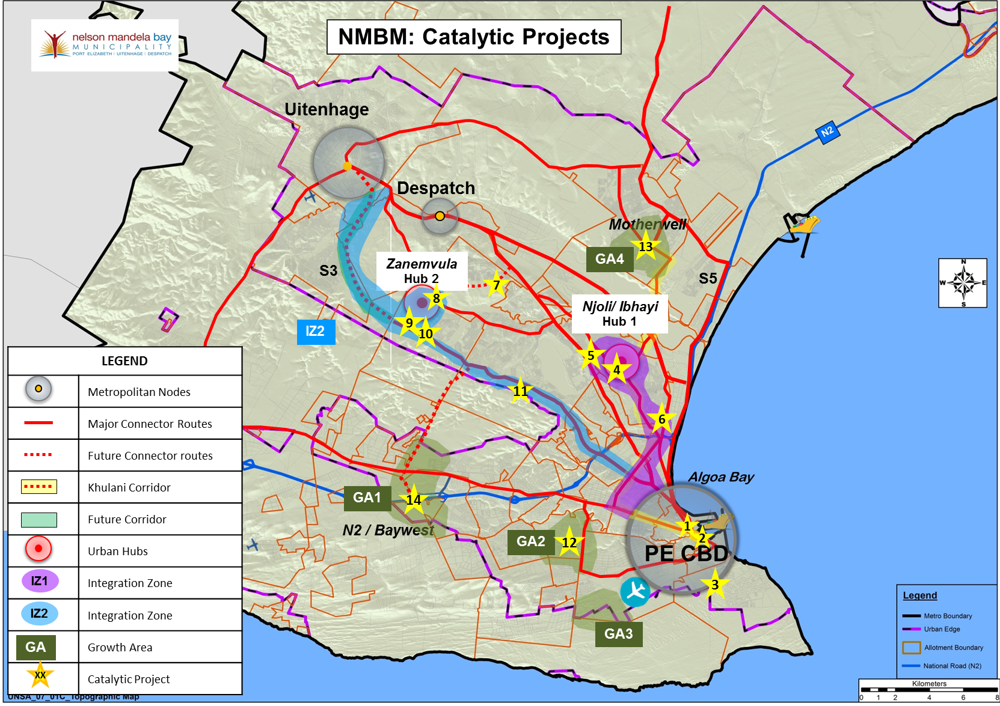 nelson mandela bay
MUNICIPALITY
PORT ELIZABETH | UITENHAGE | DESPATCH
NMBM: Catalytic Projects
N2
Uitenhage
Despatch
Motherwell
13
GA4
S3
S5
Zanemvula
Hub 2
7
8
9
10
IZ2
Njoli/ Ibhayi
Hub 1
5
4
11
6
Algoa Bay
GA1
14
N2 / Baywest
GA2
12
1
2
PE CBD
3
GA3
N
W
E
S
LEGEND
Metropolitan Nodes
Major Connector Routes
Future Connector routes
Khulani Corridor
Future Corridor
Urban Hubs
IZ1
Integration Zone
IZ2
Integration Zone
GA
Growth Area
XX
Catalytic Project
UNSA_07_01C_Topographic Map
Legend
Metro Boundary
Urban Edge
Allotment Boundary
National Road (N2)
Kilometers
0 1 2 4 6 8